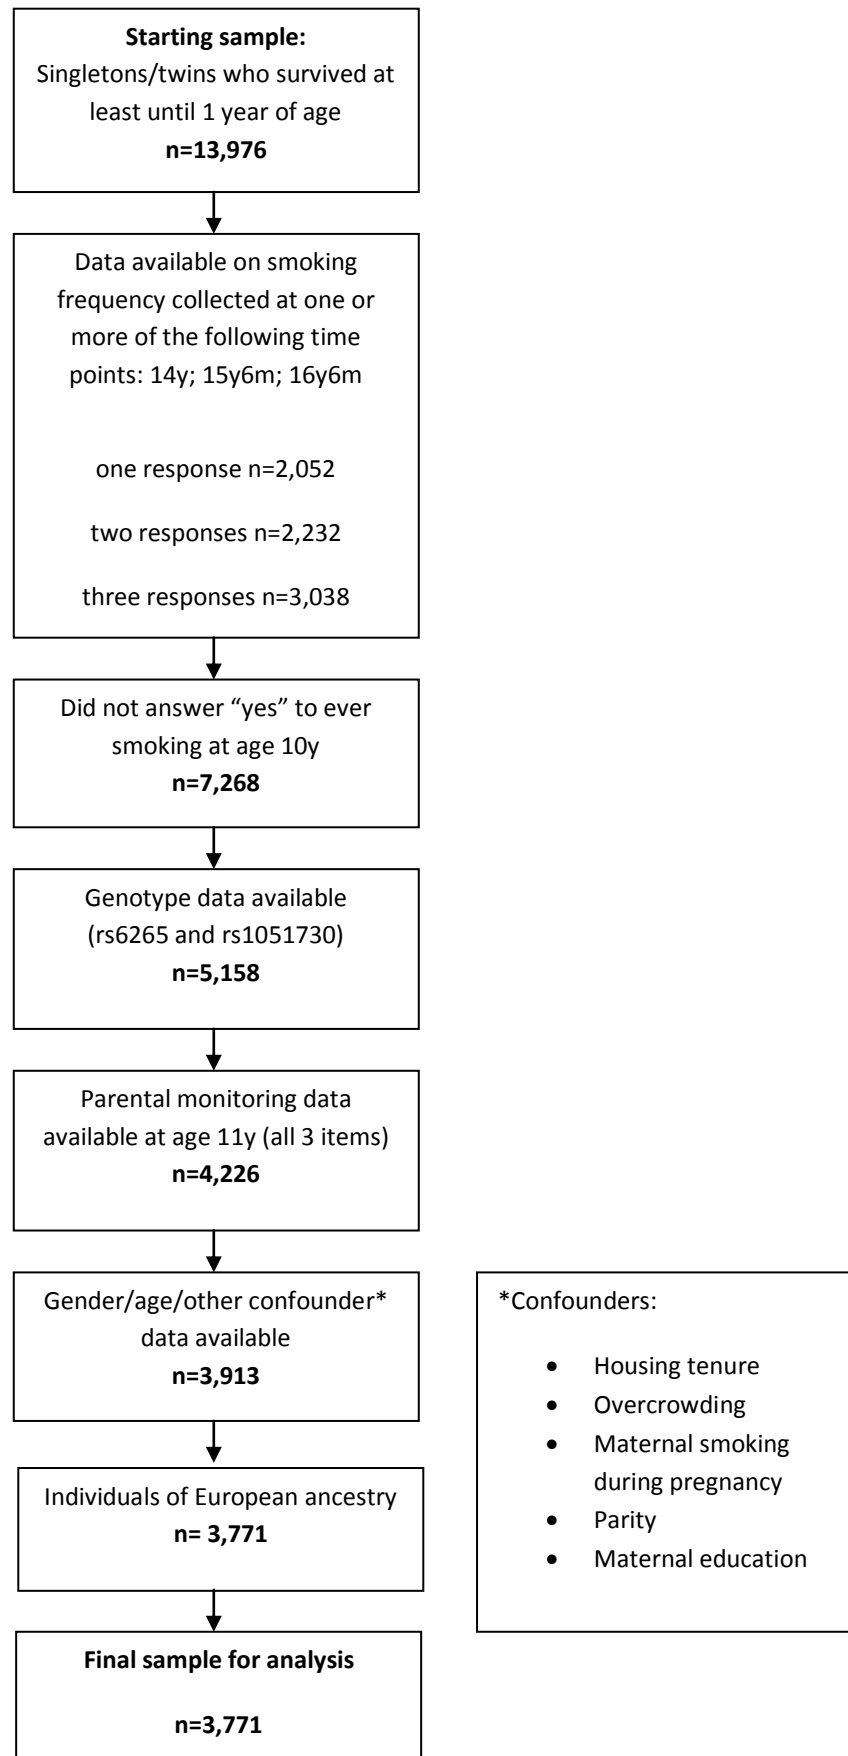 Starting sample:
Singletons/twins who survived at
least until 1 year of age
n=13,976
Data available on smoking
frequency collected at one or
more of the following time
points: 14y; 15y6m; 16y6m
one response n=2,052
two responses n=2,232
three responses n=3,038
Did not answer “yes” to ever
smoking at age 10y
n=7,268
Genotype data available
(rs6265 and rs1051730)
n=5,158
Parental monitoring data
available at age 11y (all 3 items)
n=4,226
Gender/age/other confounder*
data available
n=3,913
*Confounders:
• Housing tenure
• Overcrowding
• Maternal smoking
during pregnancy
• Parity
• Maternal education
Individuals of European ancestry
n= 3,771
Final sample for analysis
n=3,771